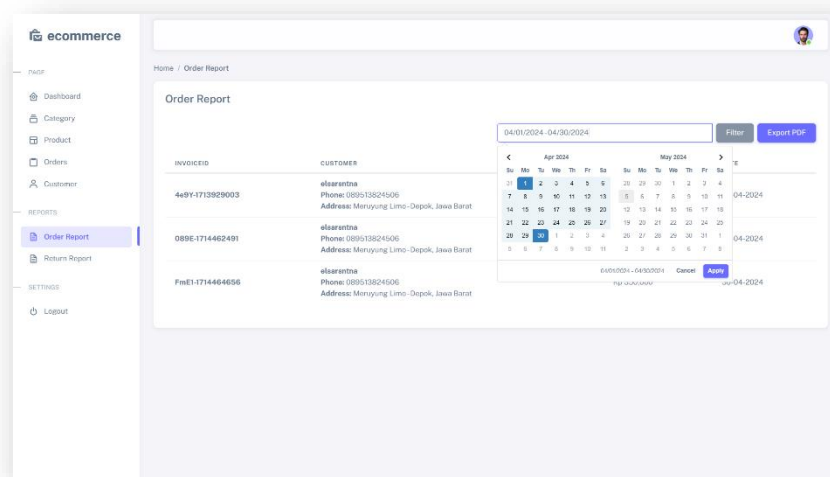 ecommerce
Home / Order Report
PAGE
Dashboard
Category
Product
Orders
Customer
REPORTS
Order Report
Return Report
SETTINGS
Logout
Order Report
04/01/2024 - 04/30/2024
Filter
Export PDF
INVOICEID
CUSTOMER
4e9Y-1713929003
elsarantna
Phone: 089513824506
Address: Meruyung Limo - Depok, Jawa Barat
04-2024
089E-1714462491
elsarantna
Phone: 089513824506
Address: Meruyung Limo - Depok, Jawa Barat
04-2024
FmE1-1714464656
elsarantna
Phone: 089513824506
Address: Meruyung Limo - Depok, Jawa Barat
Rp 350,000
30-04-2024
Apr 2024
Su Mo Tu We Th Fr Sa
31 1 2 3 4 5 6
7 8 9 10 11 12 13
14 15 16 17 18 19 20
21 22 23 24 25 26 27
28 29 30 1 2 3 4
5 6 7 8 9 10 11
May 2024
Su Mo Tu We Th Fr Sa
28 29 30 1 2 3 4
5 6 7 8 9 10 11
12 13 14 15 16 17 18
19 20 21 22 23 24 25
26 27 28 29 30 31 1
2 3 4 5 6 7 8
04/01/2024 - 04/30/2024
Cancel
Apply